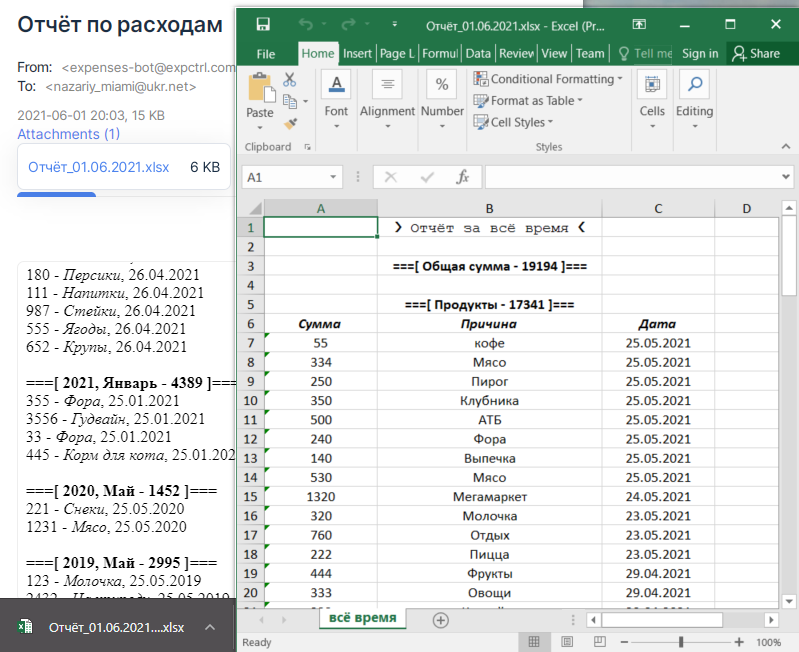 Отчёт по расходам
From: <expenses-bot@expctrl.com
To: <nazariy_miami@ukr.net>
2021-06-01 20:03, 15 KB
Attachments (1)
Отчёт_01.06.2021.xlsx 6 KB
180 - Персики, 26.04.2021
111 - Напитки, 26.04.2021
987 - Стейки, 26.04.2021
555 - Ягоды, 26.04.2021
652 - Крупы, 26.04.2021
===[ 2021, Январь - 4389 ]===
355 - Фора, 25.01.2021
3556 - Гудвайн, 25.01.2021
33 - Фора, 25.01.2021
445 - Корм для кота, 25.01.202
===[ 2020, Май - 1452 ]===
221 - Снеки, 25.05.2020
1231 - Мясо, 25.05.2020
===[ 2019, Май - 2995 ]===
123 - Молочка, 25.05.2019
Отчёт_01.06.2021....xlsx
Отчёт_01.06.2021.xlsx - Excel (Pr...
File Home Insert Page L Formul Data Review View Team Tell me Sign in Share
Paste
Clipboard
Font
Alignment
Number
Conditional Formatting
Format as Table
Cell Styles
Styles
Cells
Editing
A1 fx
A B C D
1 Отчёт за всё время
2
3 ===[ Общая сумма - 19194 ]===
4
5 ===[ Продукты - 17341 ]===
6 Сумма Причина Дата
7 55 кофе 25.05.2021
8 334 Мясо 25.05.2021
9 250 Пирог 25.05.2021
10 350 Клубника 25.05.2021
11 500 АТБ 25.05.2021
12 240 Фора 25.05.2021
13 140 Выпечка 25.05.2021
14 530 Мясо 25.05.2021
15 1320 Мегамаркет 24.05.2021
16 320 Молочка 23.05.2021
17 760 Отдых 23.05.2021
18 222 Пицца 23.05.2021
19 444 Фрукты 29.04.2021
20 333 Овощи 29.04.2021
всё время
Ready 100%